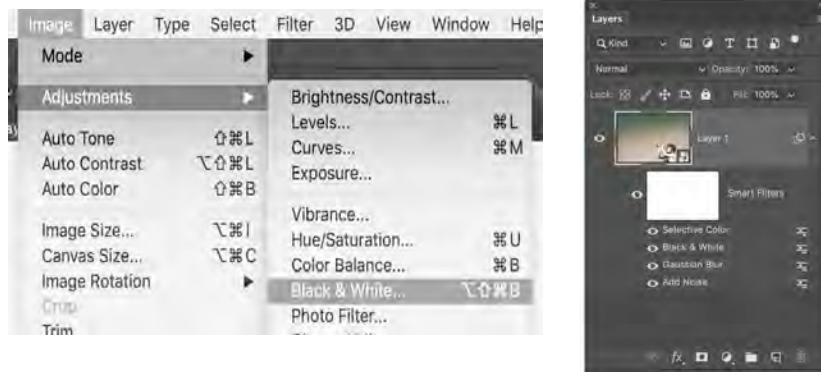 Image Layer Type Select Filter 3D View Window Help
Mode
Adjustments
Auto Tone ⇧⌘L
Auto Contrast ⌥⇧⌘L
Auto Color ⇧⌘B
Image Size... ⌥⌘I
Canvas Size... ⌥⌘C
Image Rotation
Crop
Trim
Brightness/Contrast...
Levels... ⌘L
Curves... ⌘M
Exposure...
Vibrance...
Hue/Saturation... ⌘U
Color Balance... ⌘B
Black & White... ⌥⇧⌘B
Photo Filter...
Layers
Kind
Normal Opacity: 100%
Lock: Fill: 100%
Layer 1
Smart Filters
Selective Color
Black & White
Gaussian Blur
Add Noise
fx